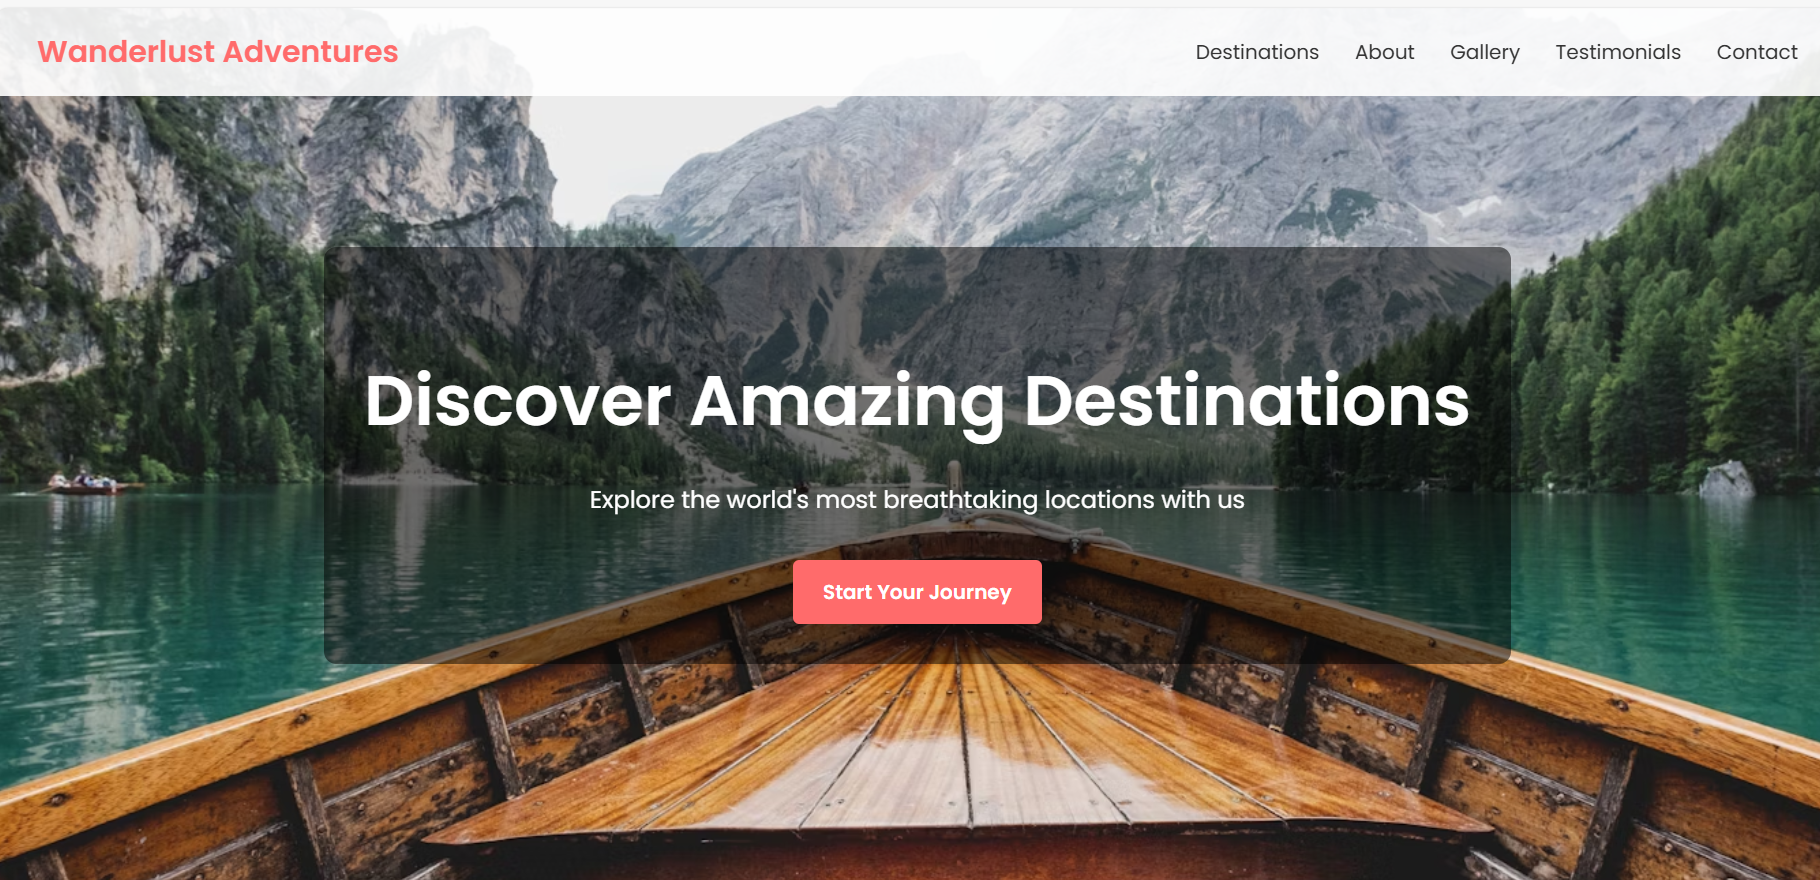 Wanderlust Adventures
Destinations About Gallery Testimonials Contact
Discover Amazing Destinations
Explore the world's most breathtaking locations with us
Start Your Journey